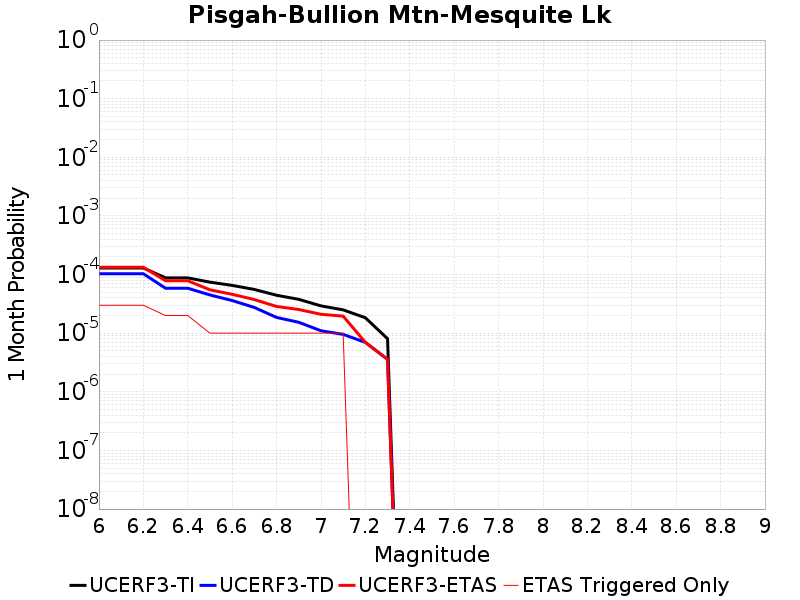 Pisgah-Bullion Mtn-Mesquite Lk
1 Month Probability
10^0
10^-1
10^-2
10^-3
10^-4
10^-5
10^-6
10^-7
10^-8
6 6.2 6.4 6.6 6.8 7 7.2 7.4 7.6 7.8 8 8.2 8.4 8.6 8.8 9
Magnitude
UCERF3-TI UCERF3-TD UCERF3-ETAS ETAS Triggered Only